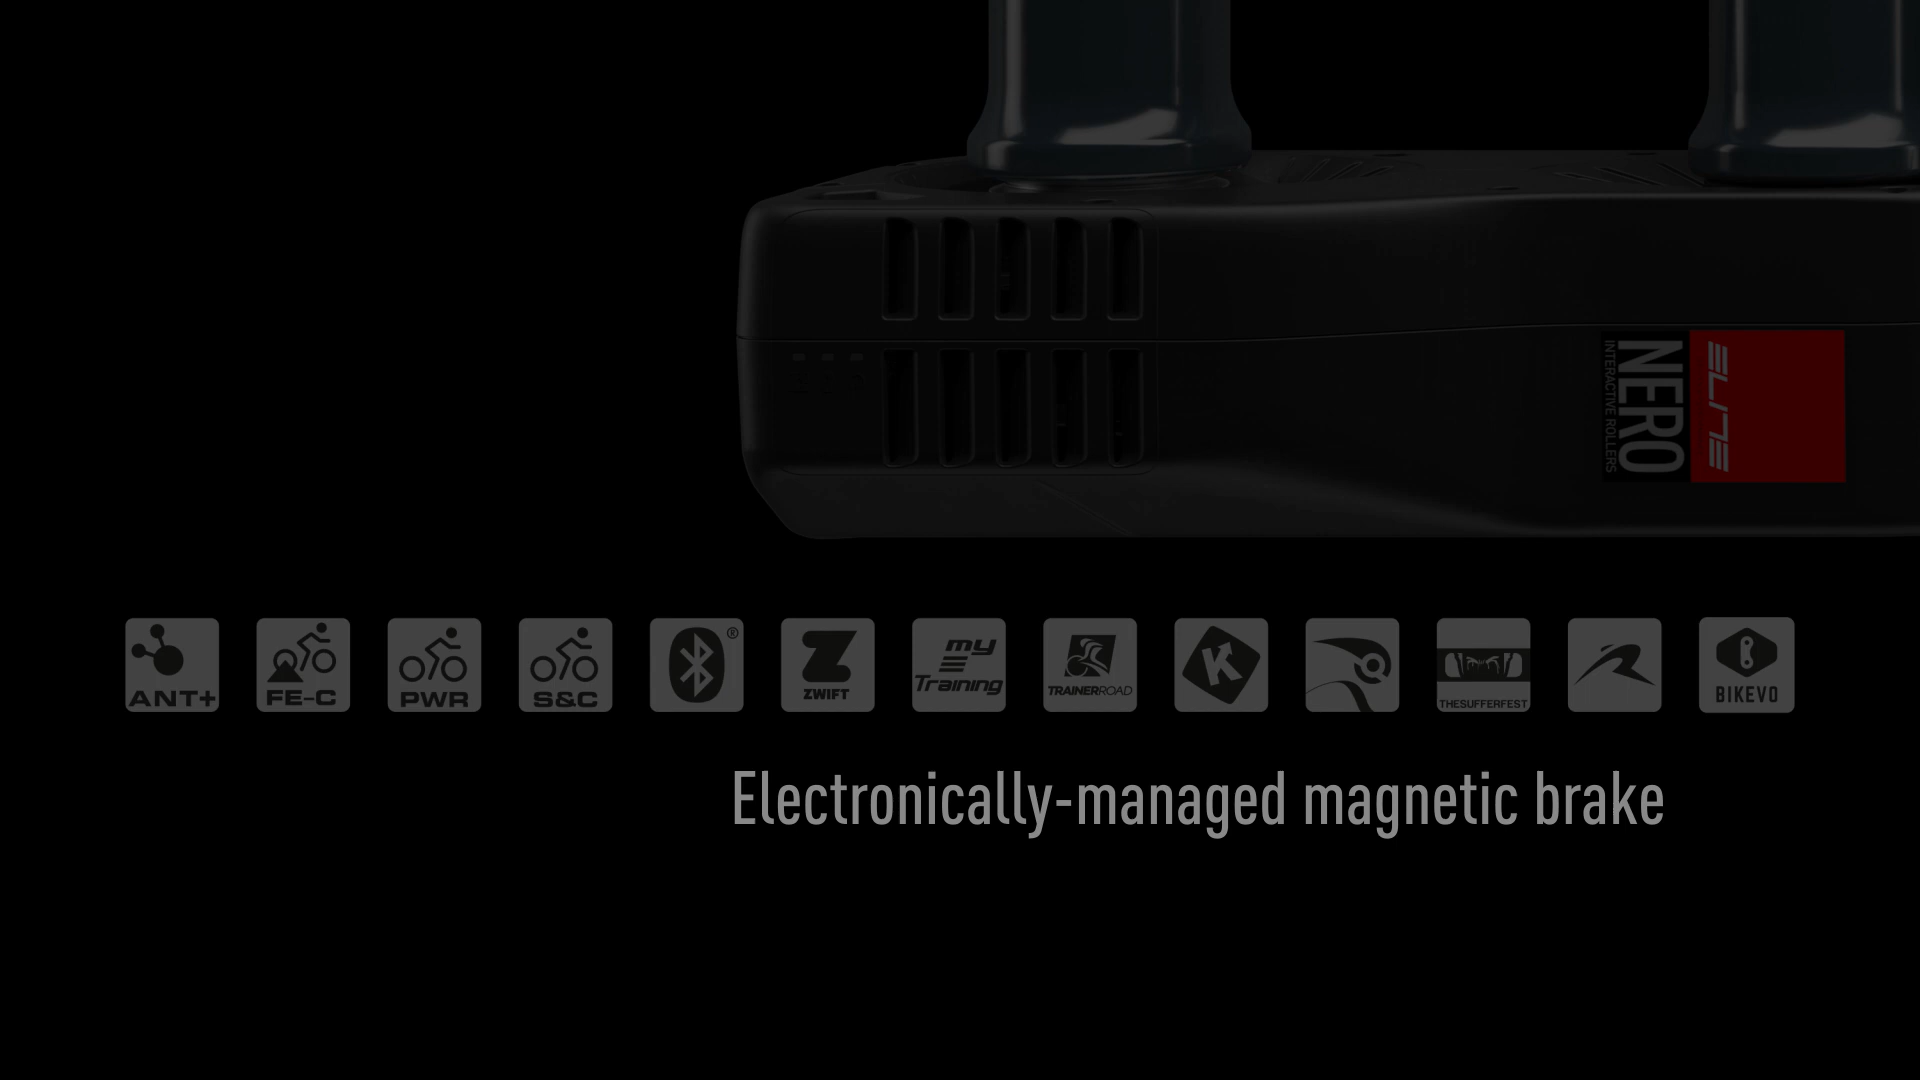 NERO
INTERACTIVE ROLLERS
ELITE
ANT+
FE-C
PWR
S&C
®
ZWIFT
my
Training
TRAINERROAD
K
THESUFFERFEST
BIKEVO
Electronically-managed magnetic brake